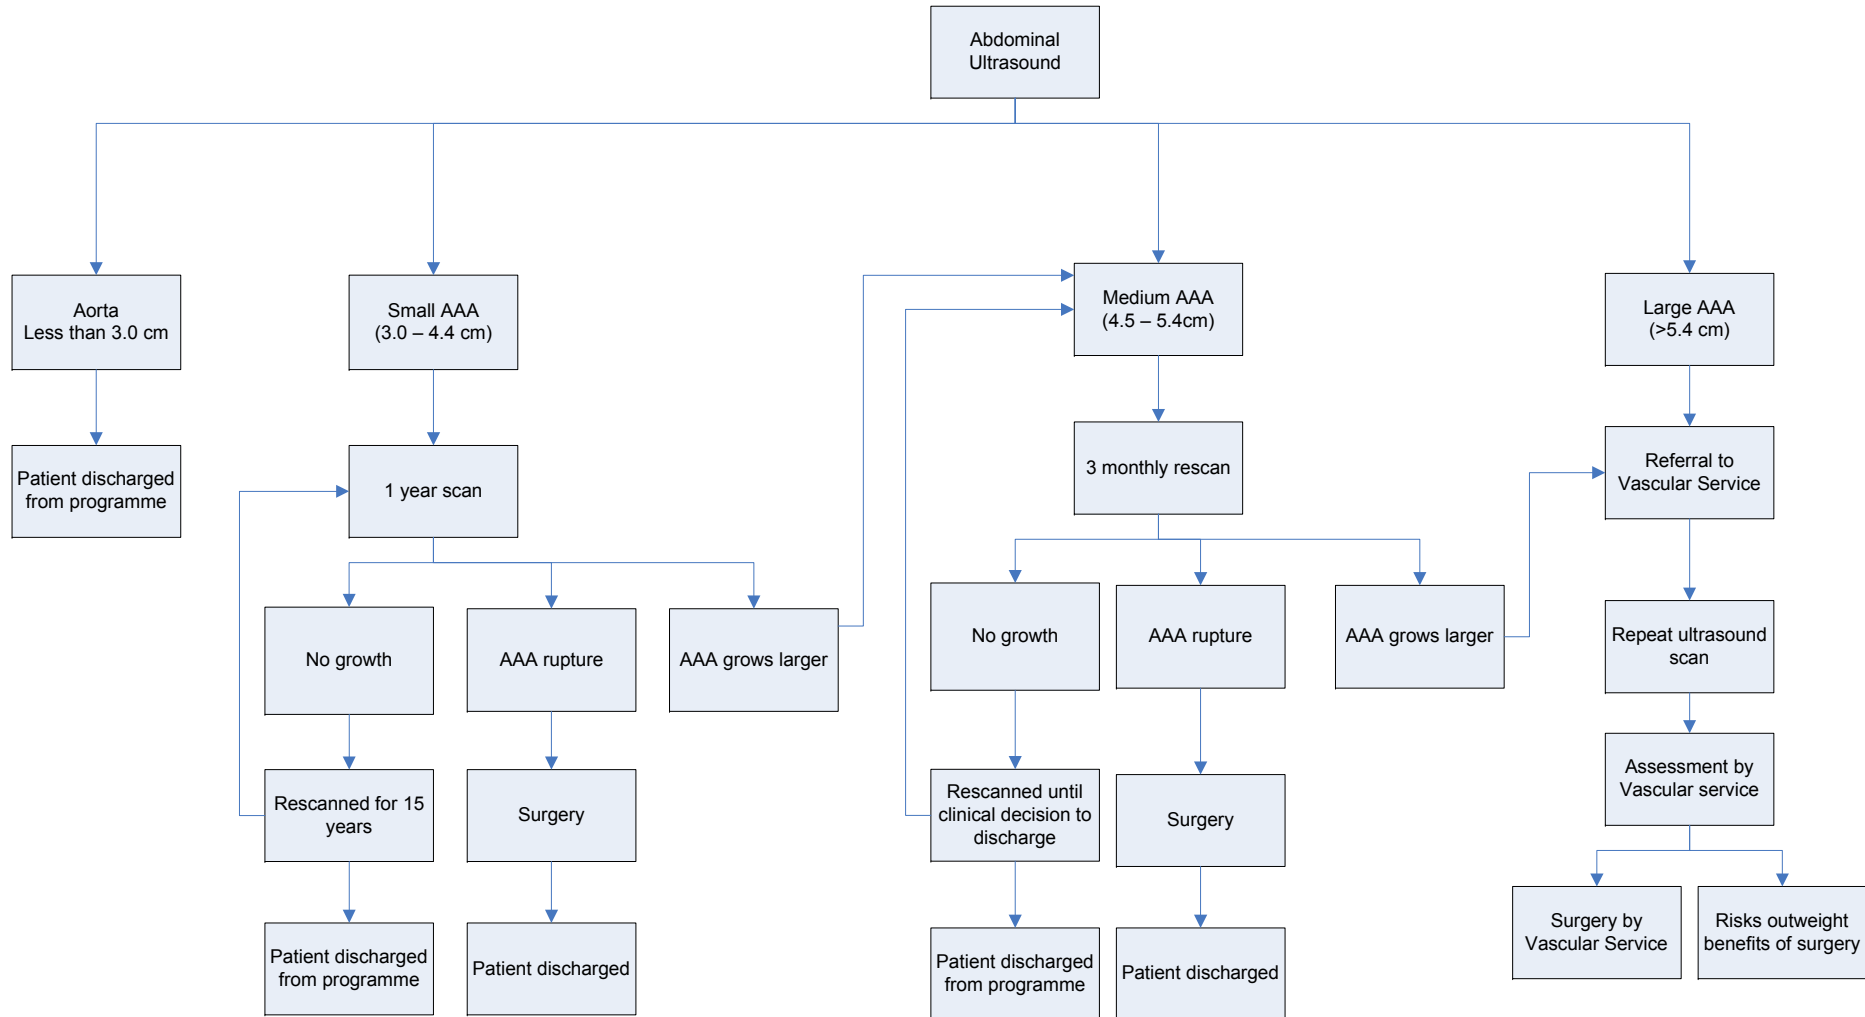 Abdominal
Ultrasound
Aorta
Less than 3.0 cm
Small AAA
(3.0 – 4.4 cm)
Medium AAA
(4.5 – 5.4cm)
Large AAA
(>5.4 cm)
Patient discharged
from programme
1 year scan
3 monthly rescan
Referral to
Vascular Service
No growth
AAA rupture
AAA grows larger
No growth
AAA rupture
AAA grows larger
Repeat ultrasound
scan
Rescanned for 15
years
Surgery
Rescanned until
clinical decision to
discharge
Surgery
Assessment by
Vascular service
Patient discharged
from programme
Patient discharged
Patient discharged
from programme
Patient discharged
Surgery by
Vascular Service
Risks outweight
benefits of surgery